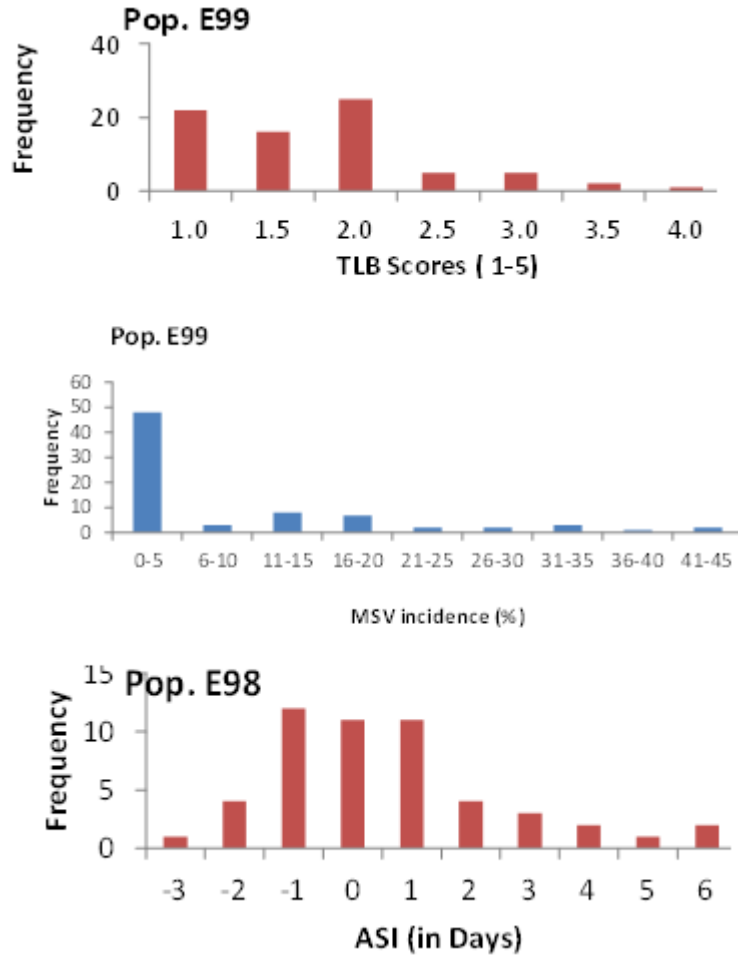 Pop. E99
Frequency
40
20
0
1.0 1.5 2.0 2.5 3.0 3.5 4.0
TLB Scores ( 1-5)
Pop. E99
Frequency
60
50
40
30
20
10
0
0-5 6-10 11-15 16-20 21-25 26-30 31-35 36-40 41-45
MSV incidence (%)
Pop. E98
Frequency
15
10
5
0
-3 -2 -1 0 1 2 3 4 5 6
ASI (in Days)